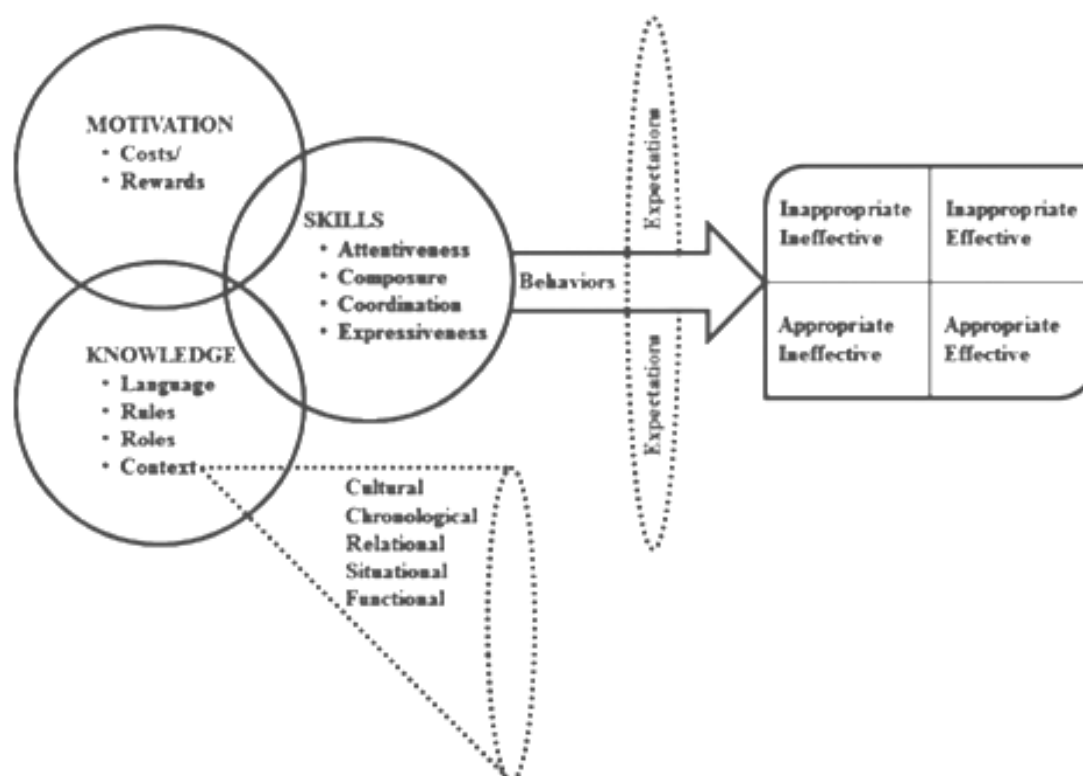 MOTIVATION
• Costs/
• Rewards
SKILLS
• Attentiveness
• Composure
• Coordination
• Expressiveness
KNOWLEDGE
• Language
• Rules
• Roles
• Context
Cultural
Chronological
Relational
Situational
Functional
Behaviors
Expectations
Expectations
Inappropriate
Ineffective
Inappropriate
Effective
Appropriate
Ineffective
Appropriate
Effective